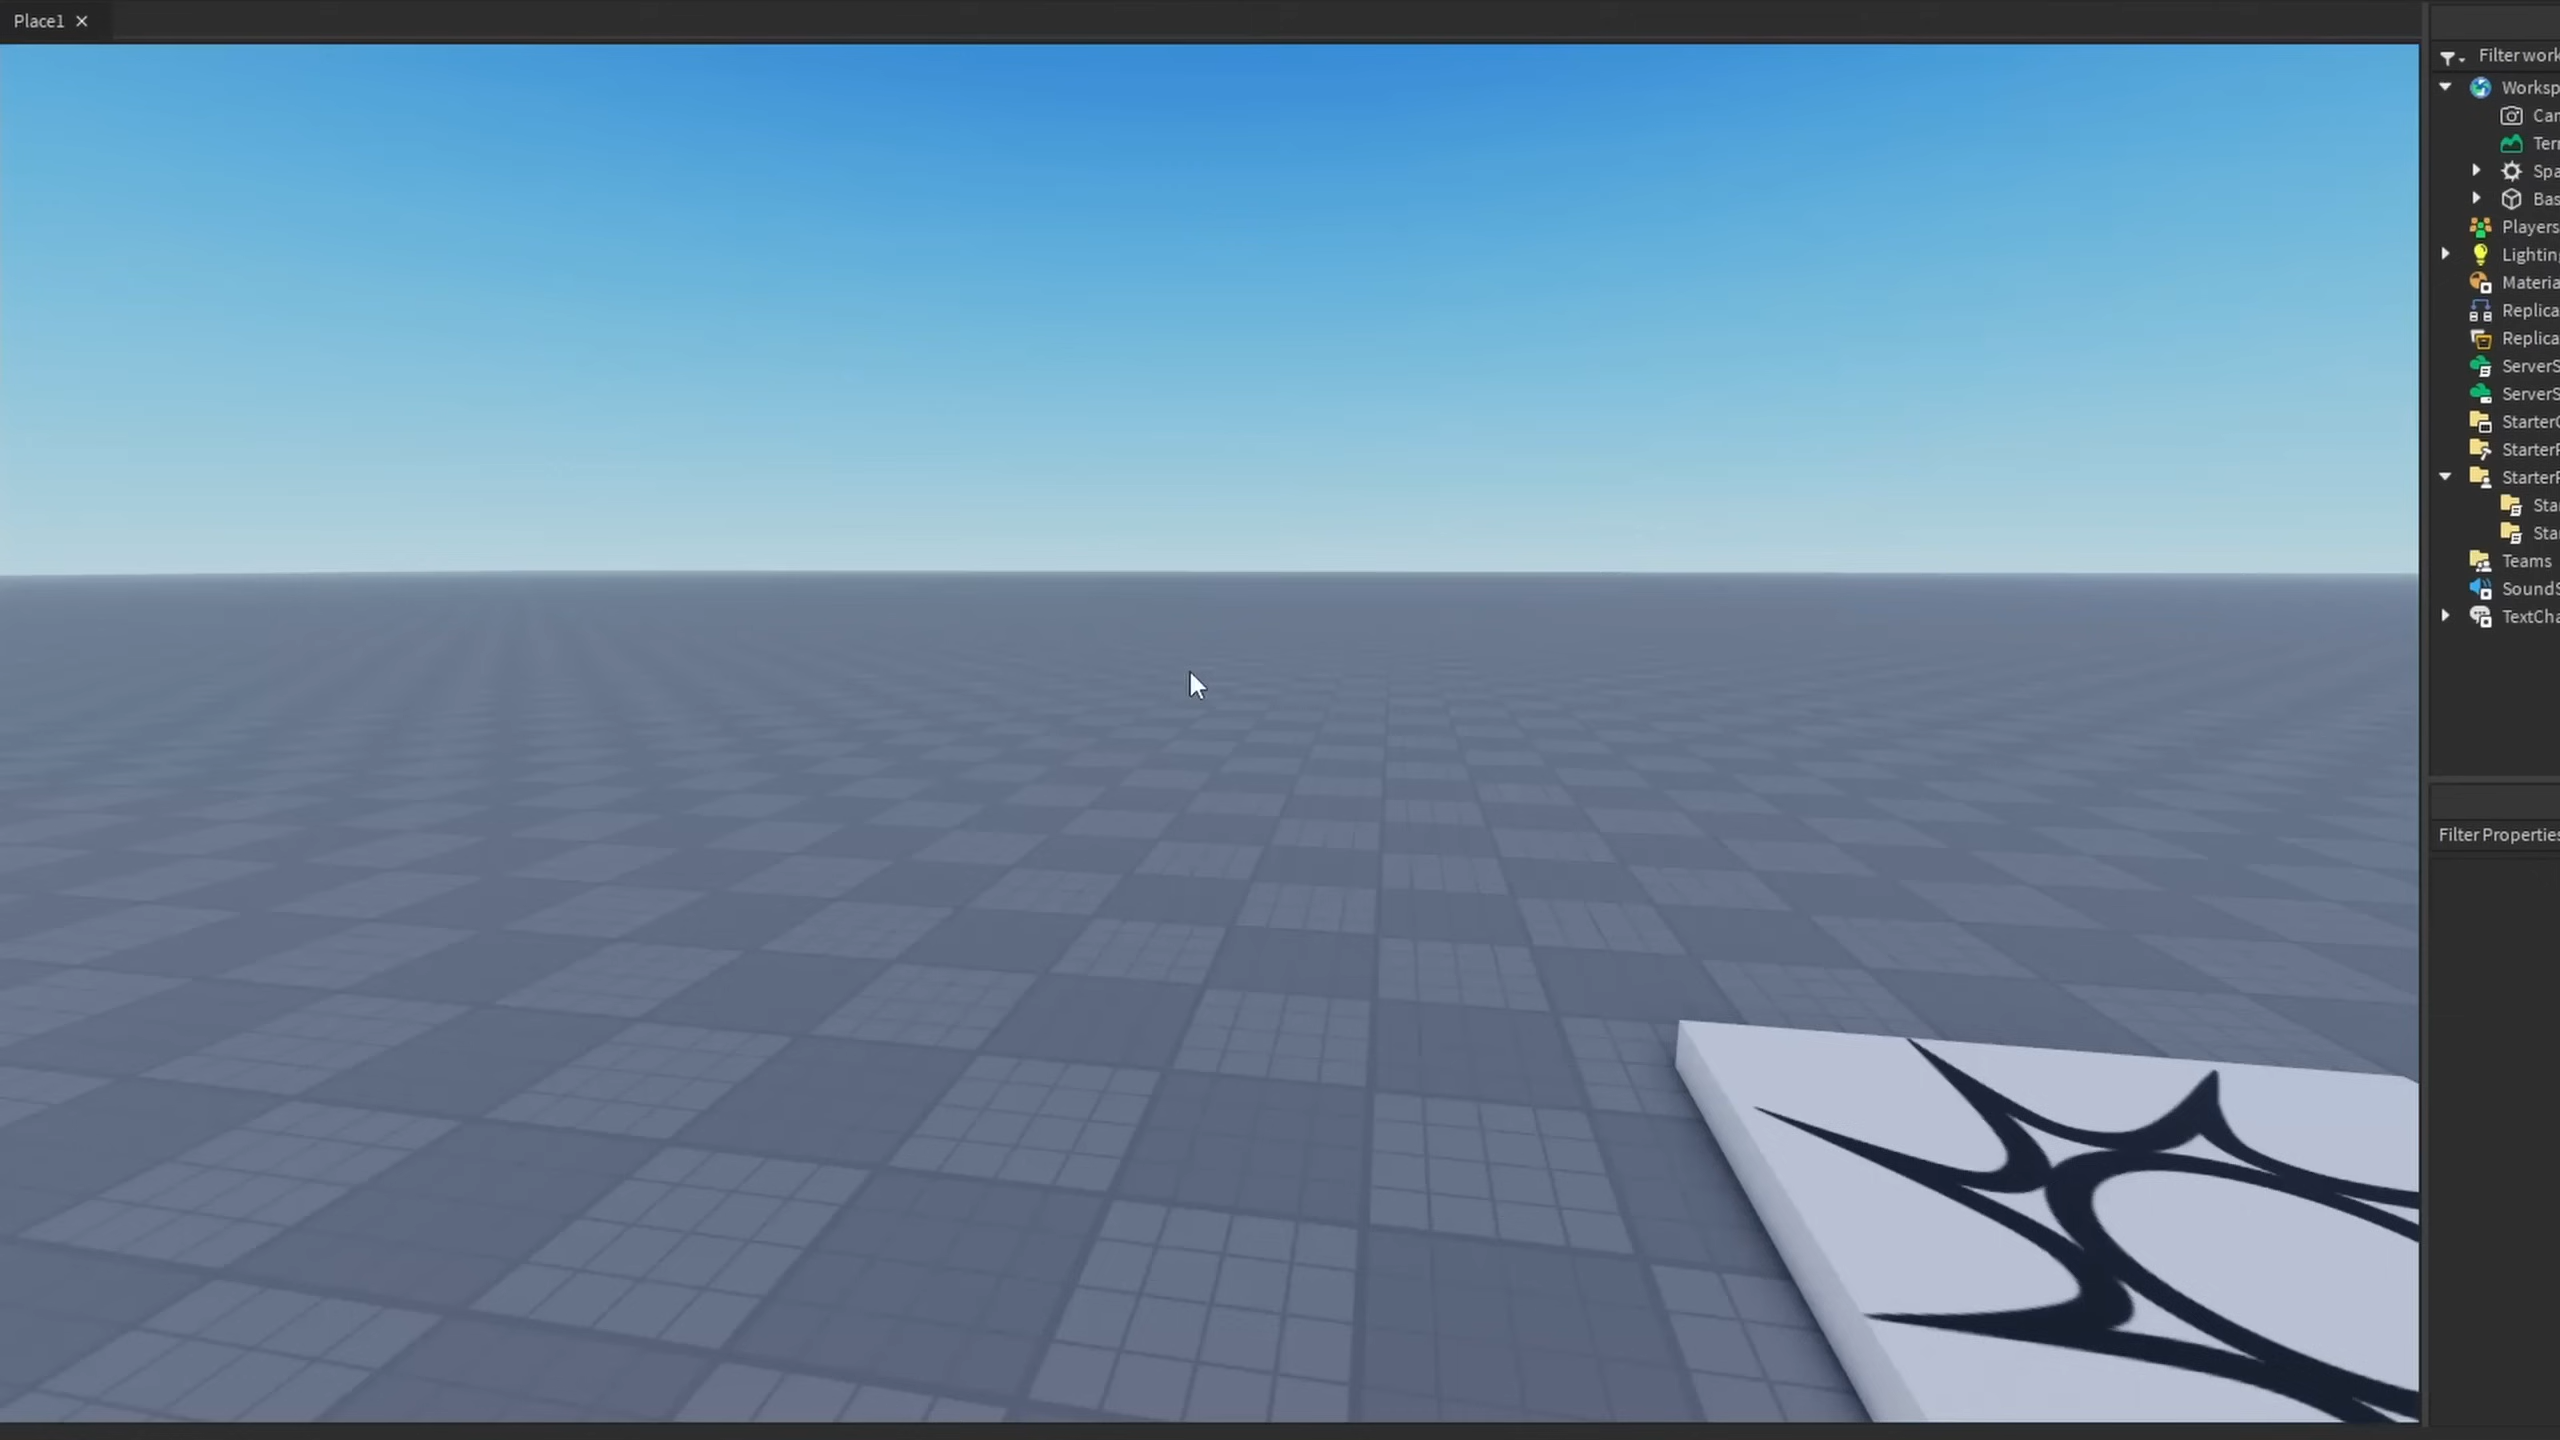 Place1
Filter work
Worksp
Can
Terr
Spa
Bas
Players
Lighting
Materia
Replica
Replica
ServerS
ServerS
StarterG
StarterP
StarterP
Sta
Sta
Teams
SoundS
TextCha
Filter Properties